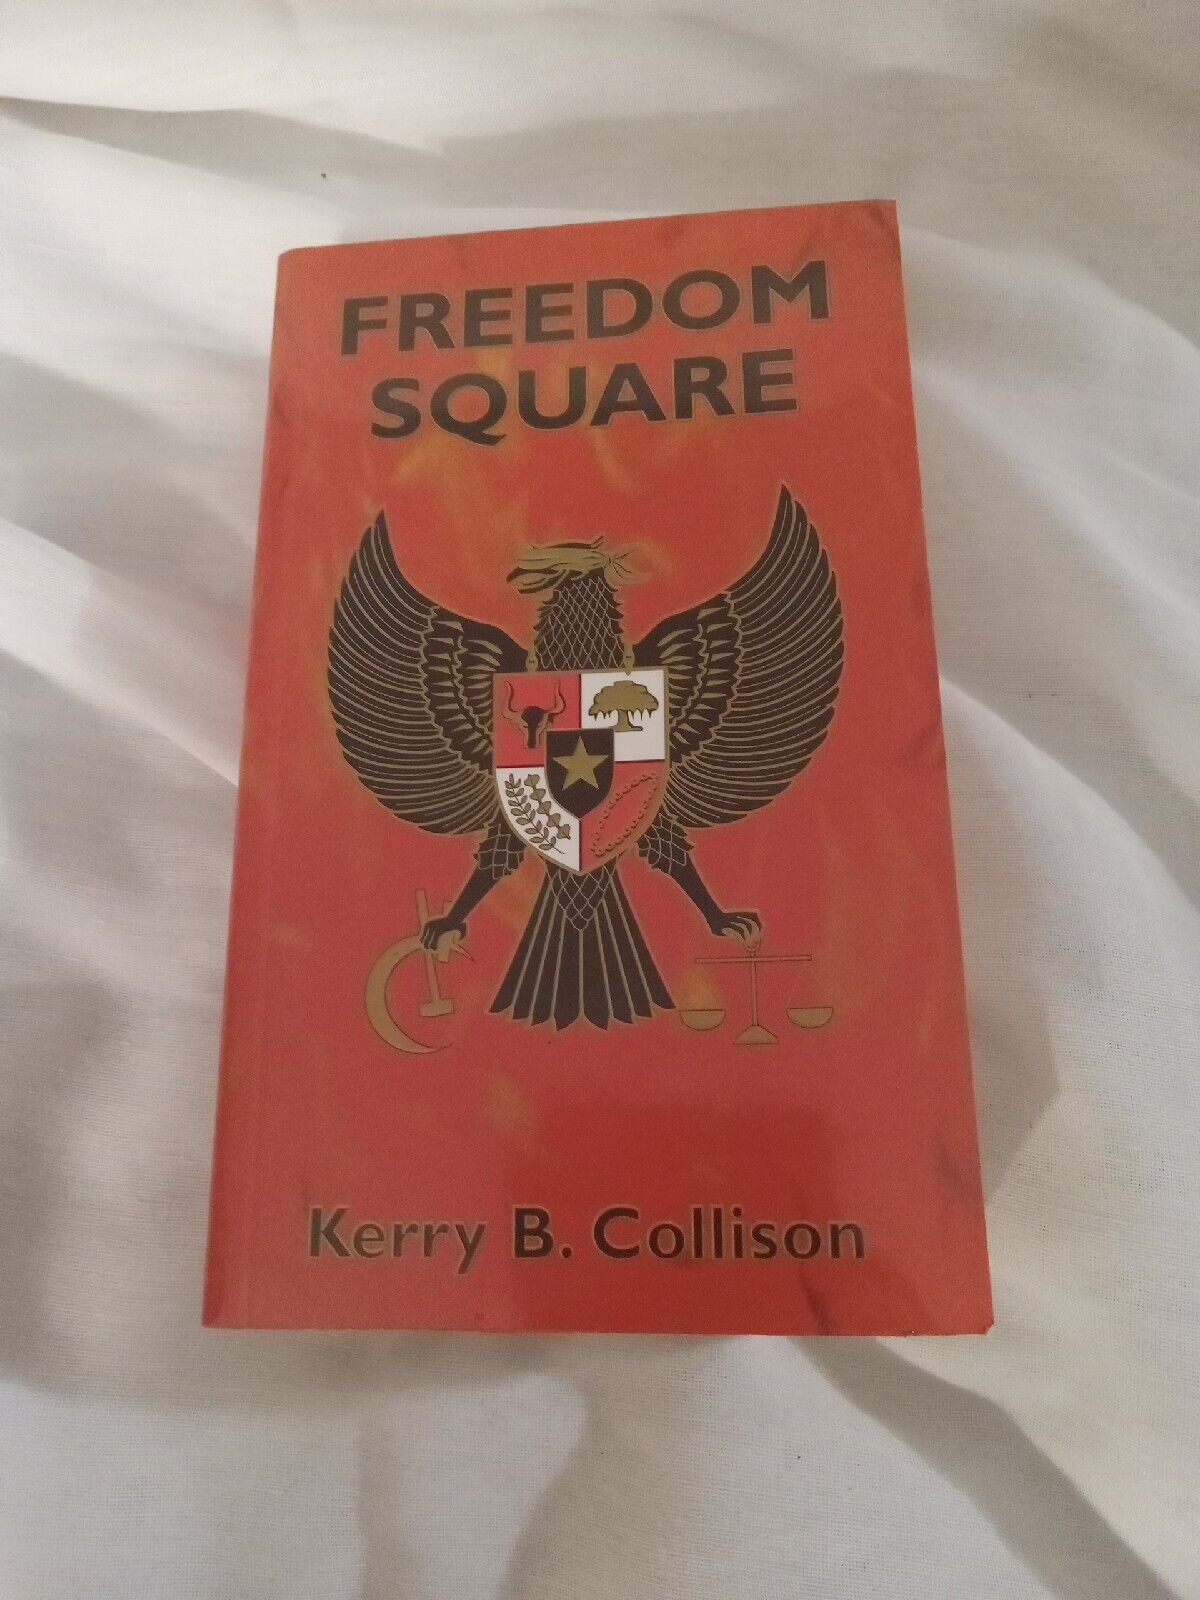 FREEDOM
SQUARE
Kerry B. Collison